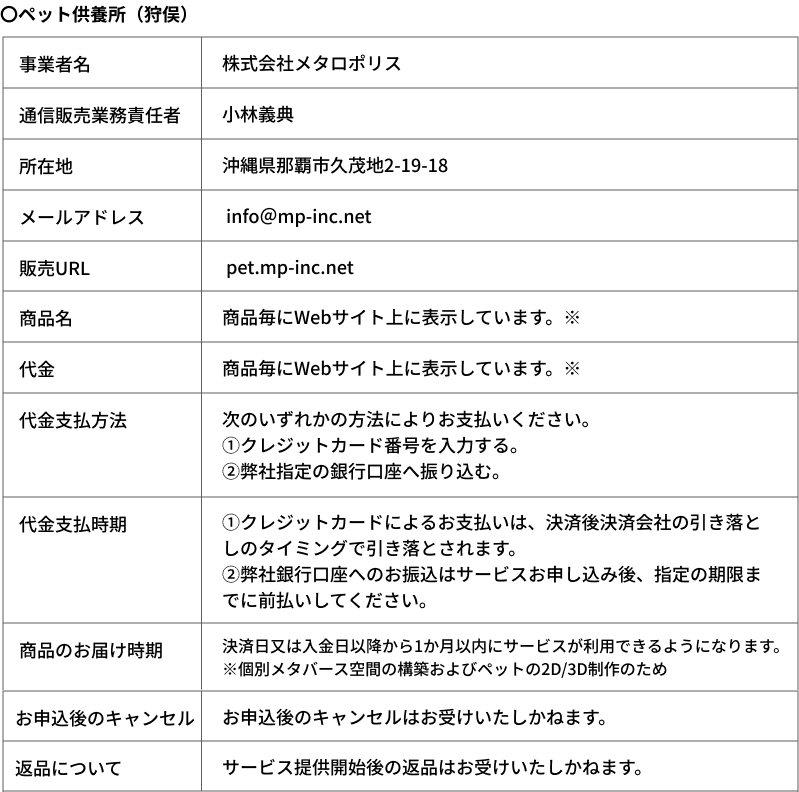 〇ペット供養所（狩俣）
事業者名
株式会社メタロポリス
通信販売業務責任者
小林義典
所在地
沖縄県那覇市久茂地2-19-18
メールアドレス
info@mp-inc.net
販売URL
pet.mp-inc.net
商品名
商品毎にWebサイト上に表示しています。※
代金
商品毎にWebサイト上に表示しています。※
代金支払方法
次のいずれかの方法によりお支払いください。
①クレジットカード番号を入力する。
②弊社指定の銀行口座へ振り込む。
代金支払時期
①クレジットカードによるお支払いは、決済後決済会社の引き落と
しのタイミングで引き落とされます。
②弊社銀行口座へのお振込はサービスお申し込み後、指定の期限ま
でに前払いしてください。
商品のお届け時期
決済日又は入金日以降から1か月以内にサービスが利用できるようになります。
※個別メタバース空間の構築およびペットの2D/3D制作のため
お申込後のキャンセル
お申込後のキャンセルはお受けいたしかねます。
返品について
サービス提供開始後の返品はお受けいたしかねます。